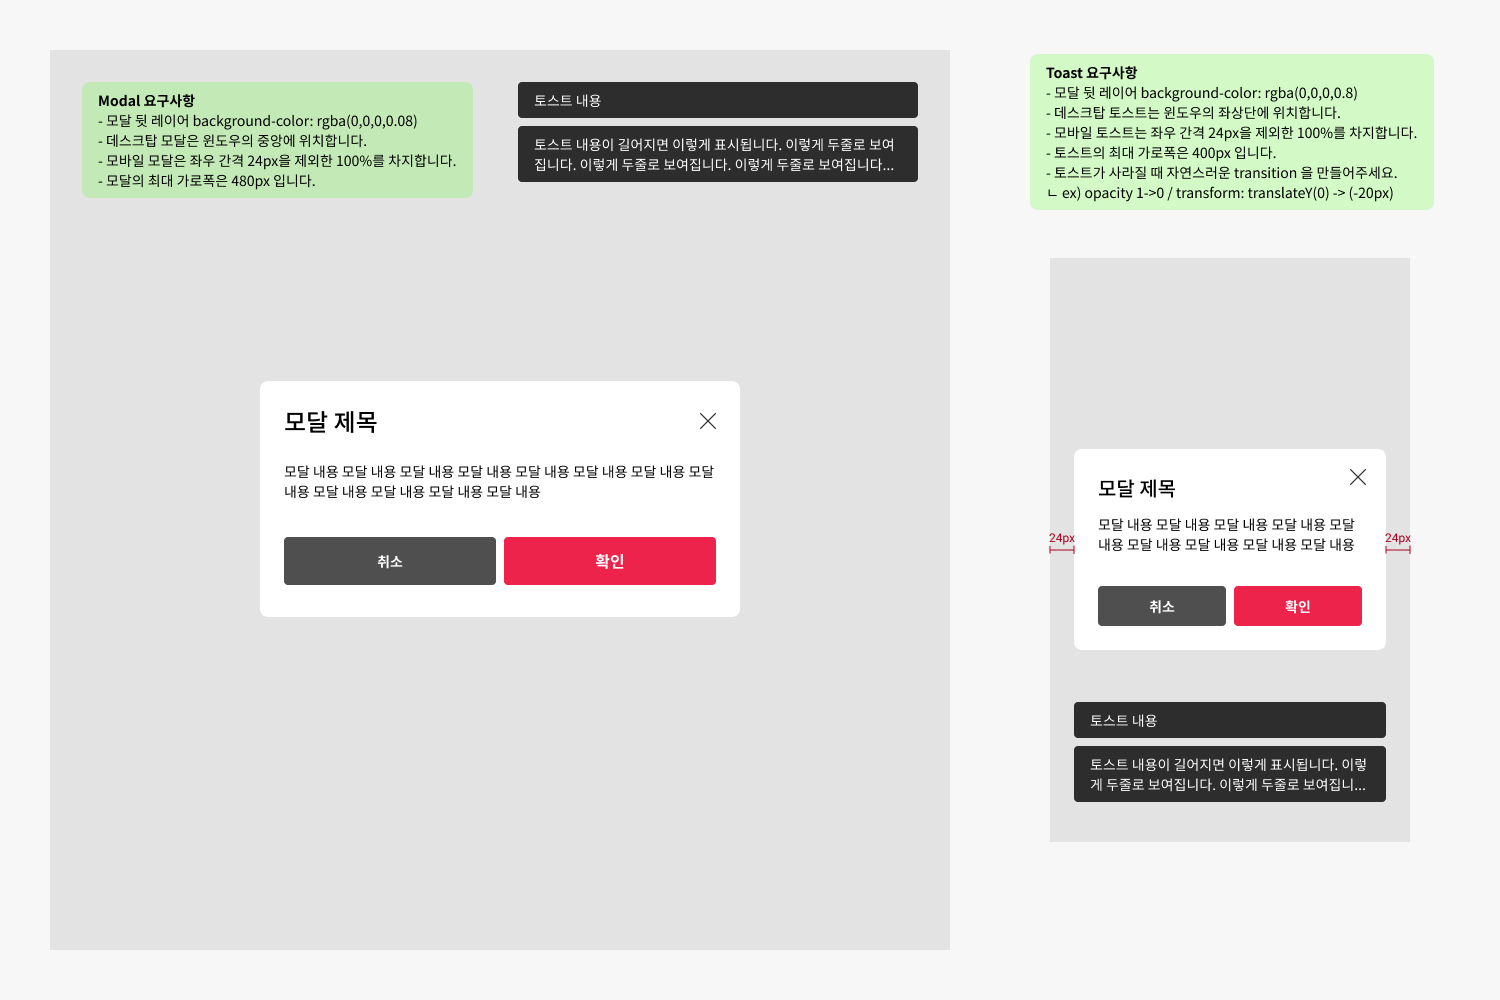 Modal 요구사항
- 모달 뒷 레이어 background-color: rgba(0,0,0,0.08)
- 데스크탑 모달은 윈도우의 중앙에 위치합니다.
- 모바일 모달은 좌우 간격 24px을 제외한 100%를 차지합니다.
- 모달의 최대 가로폭은 480px 입니다.
토스트 내용
토스트 내용이 길어지면 이렇게 표시됩니다. 이렇게 두줄로 보여
집니다. 이렇게 두줄로 보여집니다. 이렇게 두줄로 보여집니다...
모달 제목
모달 내용 모달 내용 모달 내용 모달 내용 모달 내용 모달 내용 모달 내용 모달
내용 모달 내용 모달 내용 모달 내용 모달 내용
취소
확인
Toast 요구사항
- 모달 뒷 레이어 background-color: rgba(0,0,0,0.8)
- 데스크탑 토스트는 윈도우의 좌상단에 위치합니다.
- 모바일 토스트는 좌우 간격 24px을 제외한 100%를 차지합니다.
- 토스트의 최대 가로폭은 400px 입니다.
- 토스트가 사라질 때 자연스러운 transition 을 만들어주세요.
ㄴ ex) opacity 1->0 / transform: translateY(0) -> (-20px)
모달 제목
모달 내용 모달 내용 모달 내용 모달 내용 모달
내용 모달 내용 모달 내용 모달 내용 모달 내용
24px
24px
취소
확인
토스트 내용
토스트 내용이 길어지면 이렇게 표시됩니다. 이렇
게 두줄로 보여집니다. 이렇게 두줄로 보여집니...